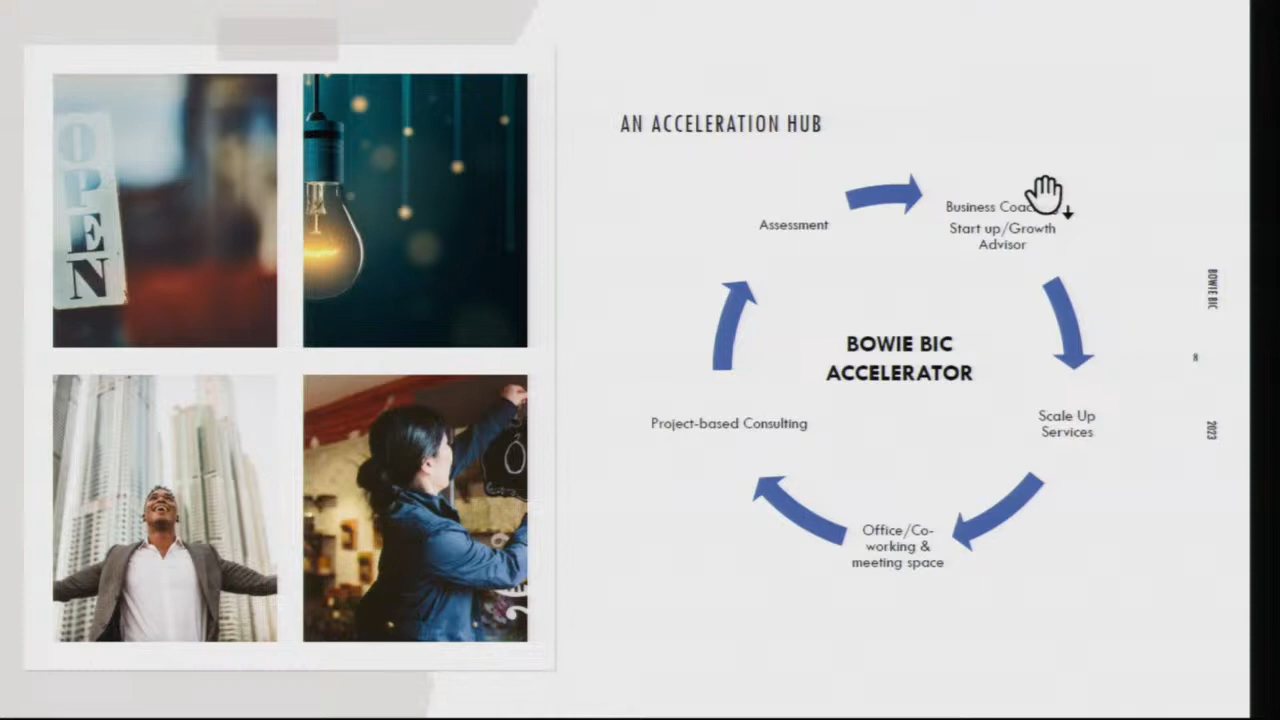 OPEN
AN ACCELERATION HUB
Assessment
Business
Start up/Growth
Advisor
BOWIE BIC
ACCELERATOR
Project-based Consulting
Scale Up
Services
Office/Co-
working &
meeting space
BOWIE BIC
8
2023